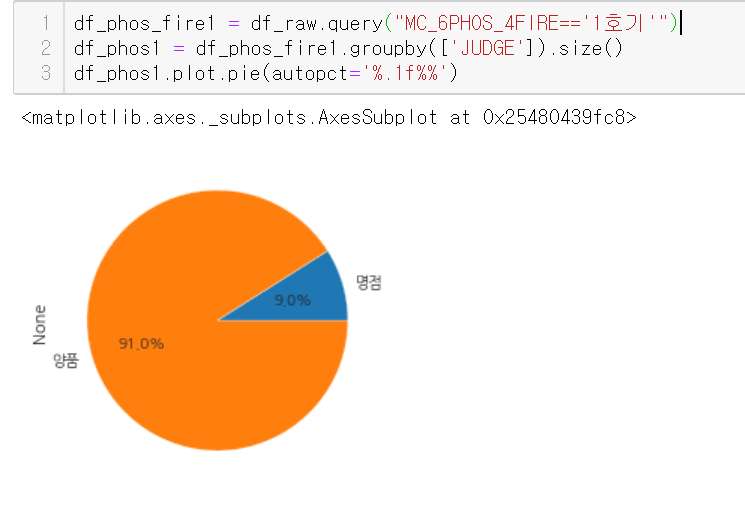 1 df_phos_fire1 = df_raw.query("MC_6PHOS_4FIRE=='1호기'")
2 df_phos1 = df_phos_fire1.groupby(['JUDGE']).size()
3 df_phos1.plot.pie(autopct='%.1f%%')
<matplotlib.axes._subplots.AxesSubplot at 0x25480439fc8>
명점
9.0%
None
91.0%
양품